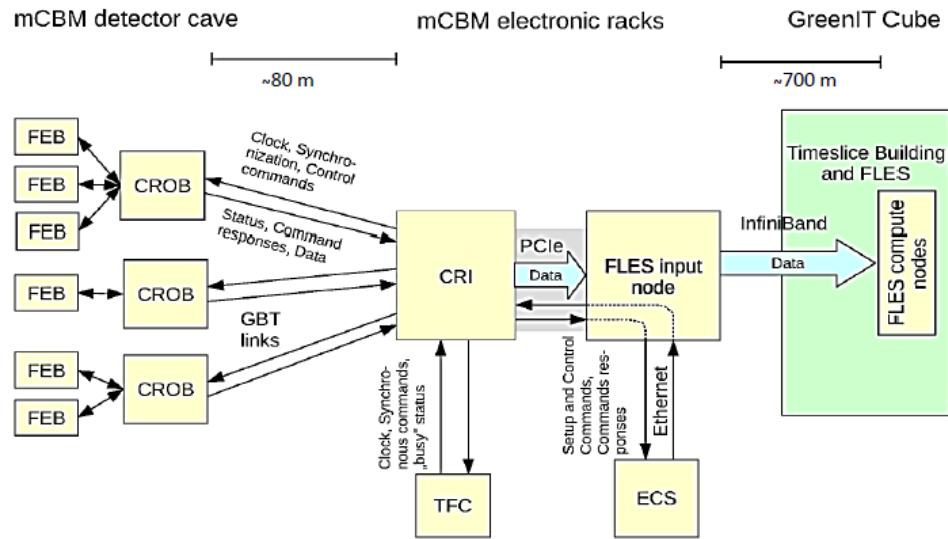 mCBM detector cave
mCBM electronic racks
GreenIT Cube
~80 m
~700 m
FEB
FEB
FEB
CROB
Clock, Synchro-
nization, Control
commands
Status, Command
responses, Data
FEB
CROB
GBT
links
FEB
FEB
CROB
CRI
PCIe
Data
FLES input
node
InfiniBand
Data
Timeslice Building
and FLES
FLES compute
nodes
Clock, Synchro-
nous commands,
„busy" status
Setup and Control
Commands,
Commands res-
ponses
Ethernet
TFC
ECS